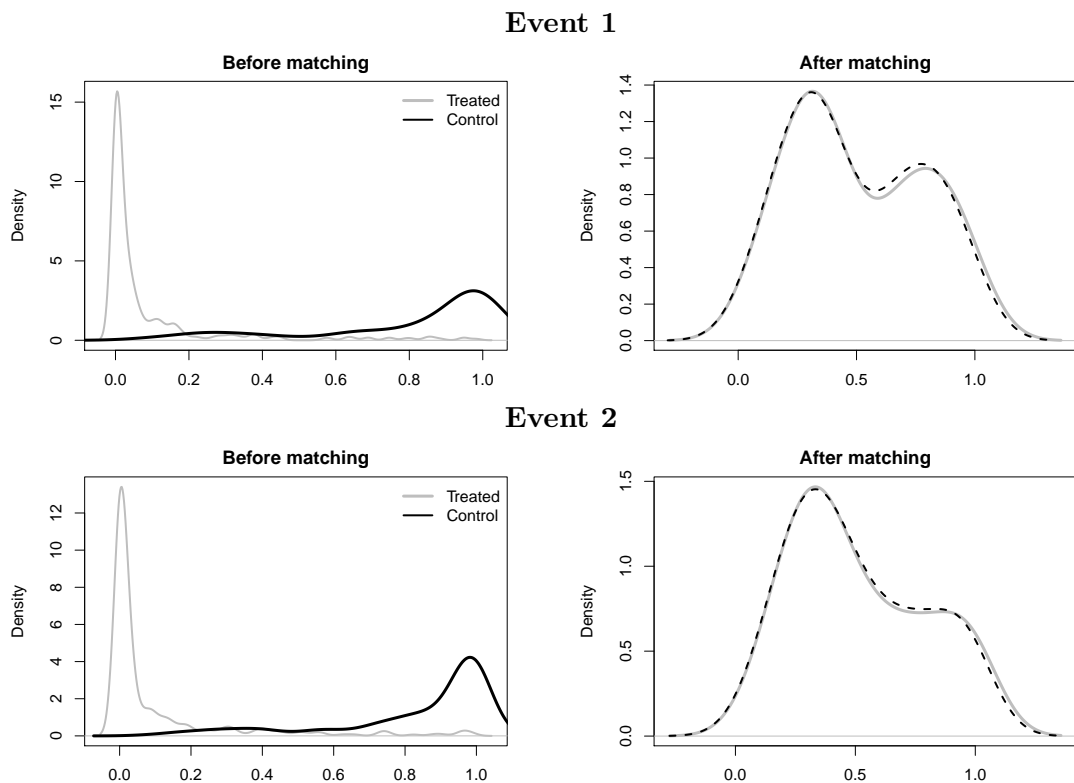 Event 1
Before matching
Density
0 5 10 15
0.0 0.2 0.4 0.6 0.8 1.0
Treated
Control
After matching
Density
0.0 0.2 0.4 0.6 0.8 1.0 1.2 1.4
0.0 0.5 1.0
Event 2
Before matching
Density
0 2 4 6 8 10 12
0.0 0.2 0.4 0.6 0.8 1.0
Treated
Control
After matching
Density
0.0 0.5 1.0 1.5
0.0 0.5 1.0